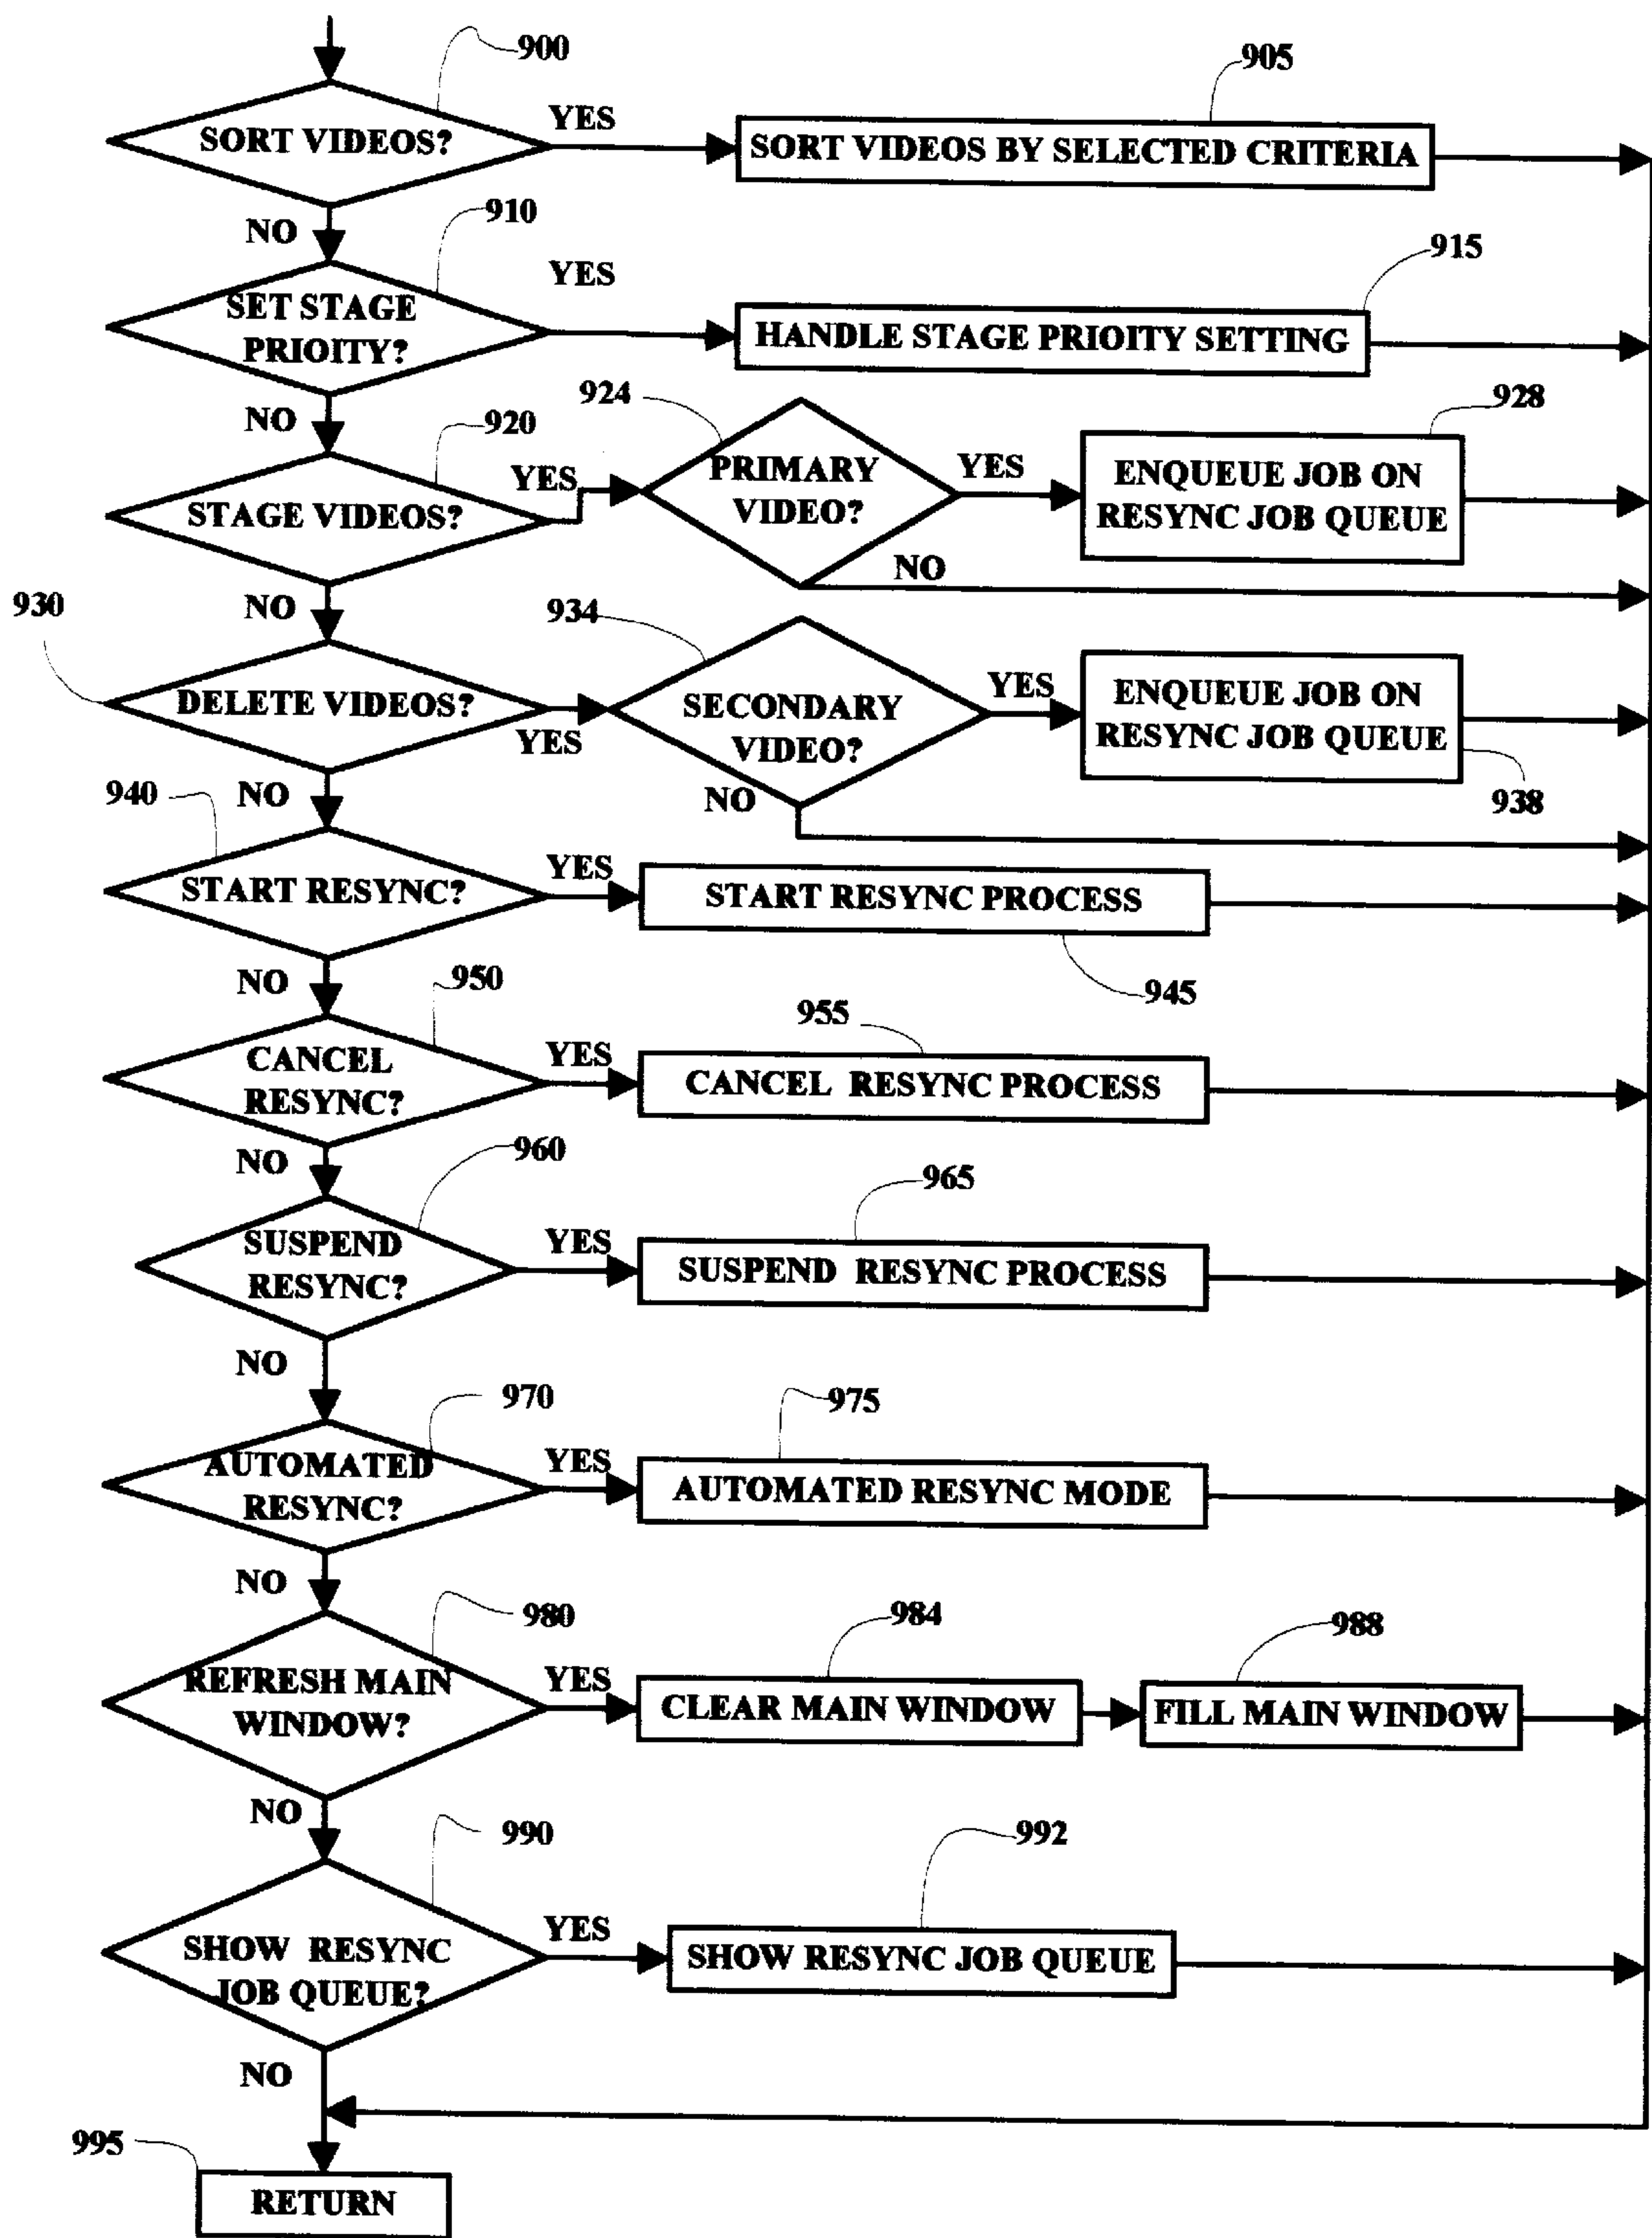 900
905
SORT VIDEOS?
YES
SORT VIDEOS BY SELECTED CRITERIA
NO
910
915
SET STAGE
PRIOITY?
YES
HANDLE STAGE PRIOITY SETTING
NO
920
924
928
STAGE VIDEOS?
YES
PRIMARY
VIDEO?
YES
ENQUEUE JOB ON
RESYNC JOB QUEUE
NO
NO
930
934
DELETE VIDEOS?
YES
SECONDARY
VIDEO?
YES
ENQUEUE JOB ON
RESYNC JOB QUEUE
938
NO
NO
940
START RESYNC?
YES
START RESYNC PROCESS
945
NO
950
955
CANCEL
RESYNC?
YES
CANCEL RESYNC PROCESS
NO
960
965
SUSPEND
RESYNC?
YES
SUSPEND RESYNC PROCESS
NO
970
975
AUTOMATED
RESYNC?
YES
AUTOMATED RESYNC MODE
NO
980
984
988
REFRESH MAIN
WINDOW?
YES
CLEAR MAIN WINDOW
FILL MAIN WINDOW
NO
990
992
SHOW RESYNC
JOB QUEUE?
YES
SHOW RESYNC JOB QUEUE
NO
995
RETURN